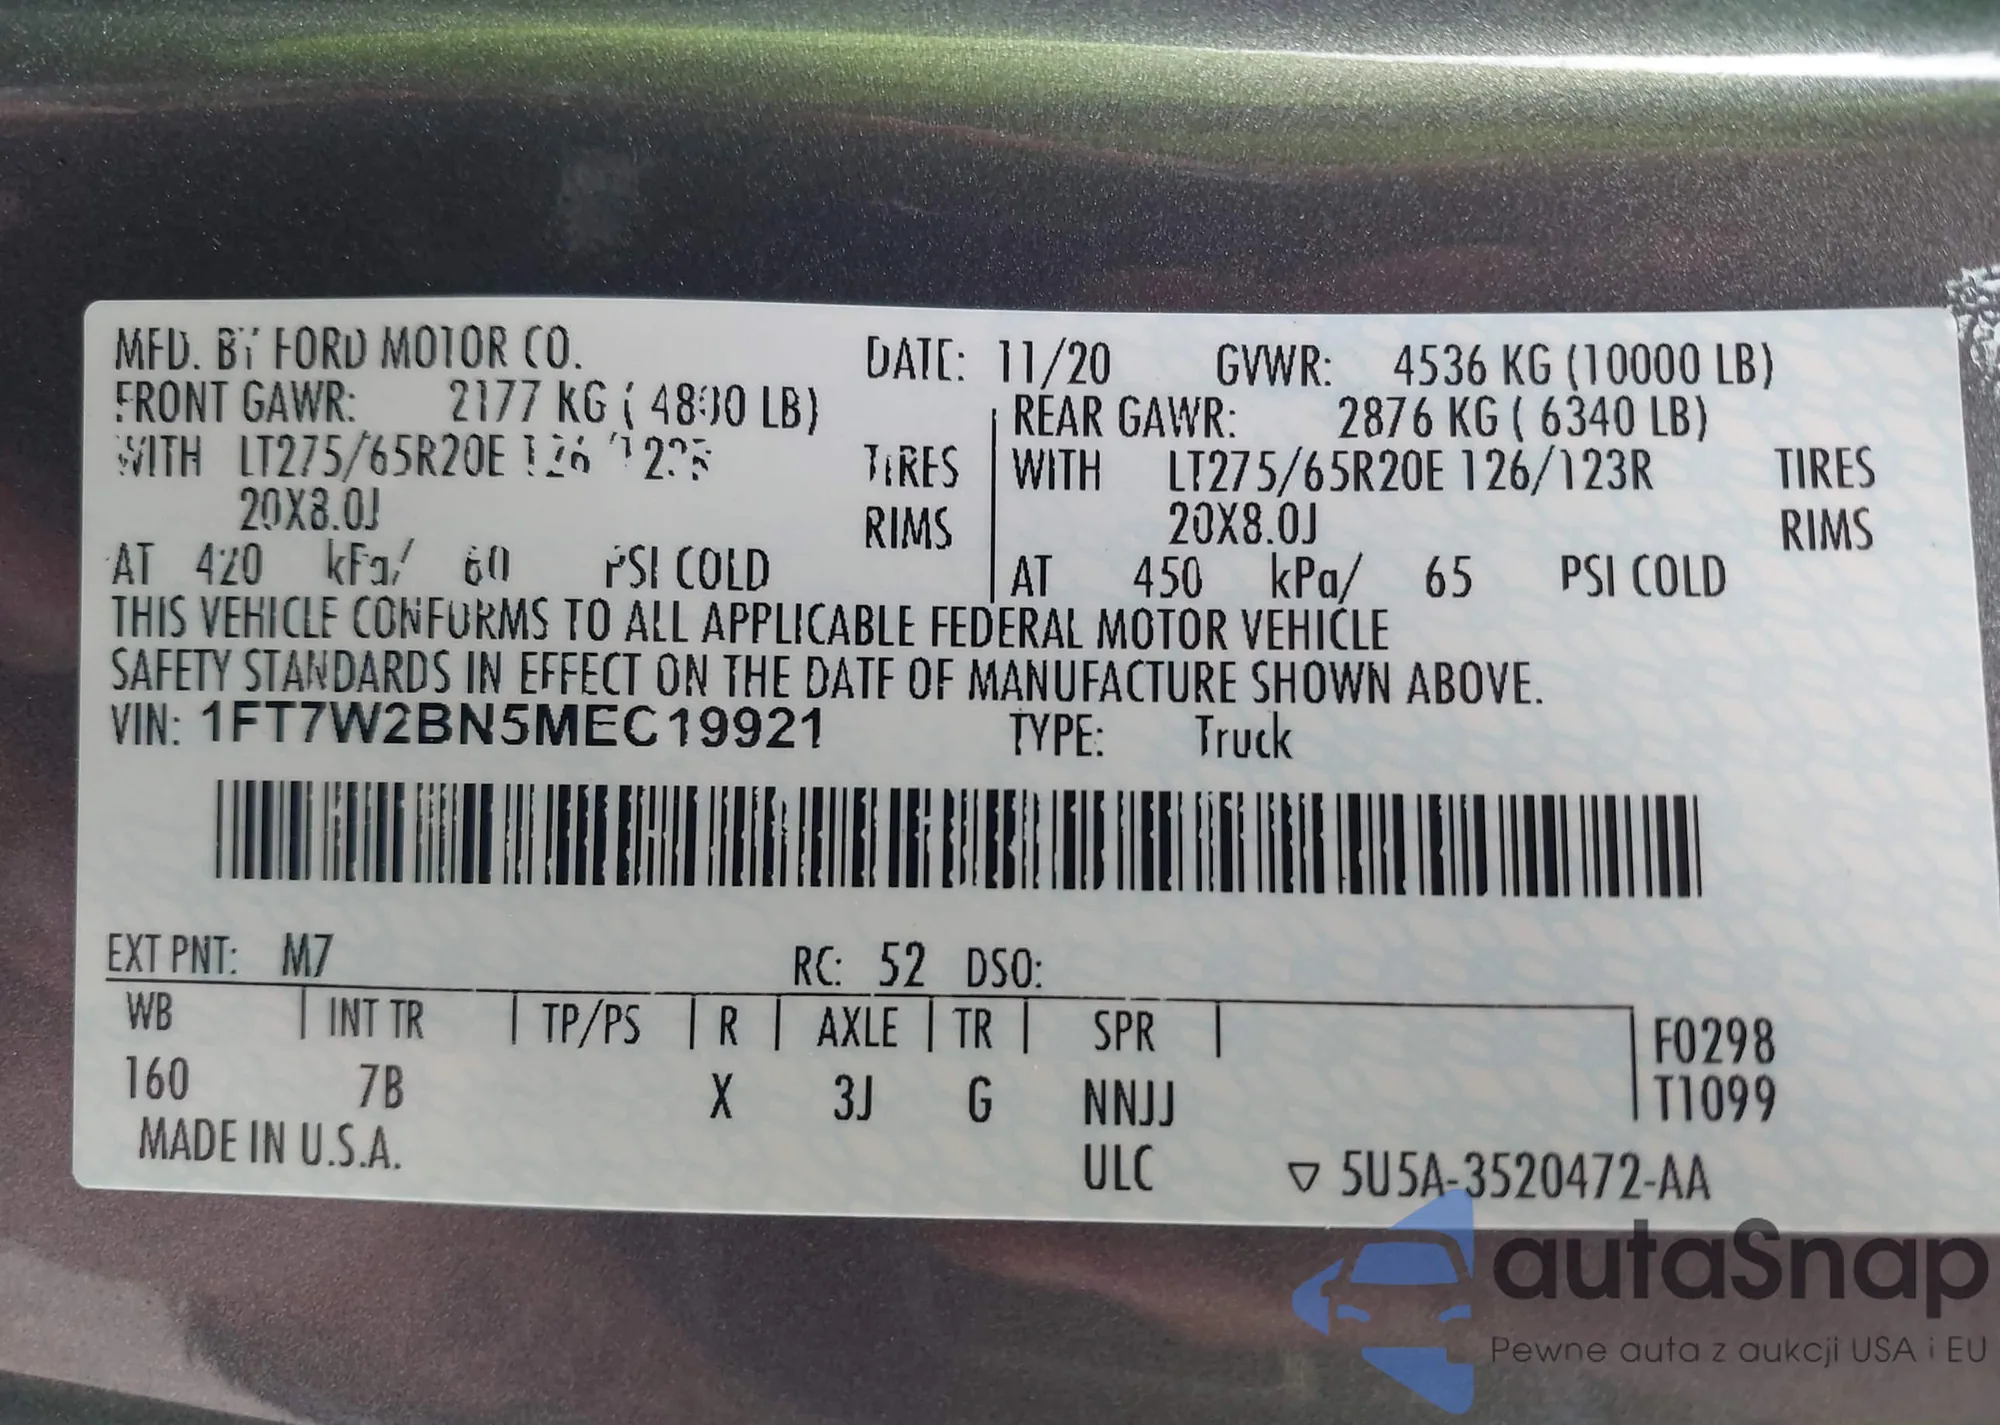 MFD. BY FORD MOTOR CO. DATE: 11/20 GVWR: 4536 KG (10000 LB)
FRONT GAWR: 2177 KG ( 4800 LB) REAR GAWR: 2876 KG ( 6340 LB)
WITH LT275/65R20E TIRES WITH LT275/65R20E 126/123R TIRES
20X8.0J RIMS 20X8.0J RIMS
AT 420 kPa/ 60 PSI COLD AT 450 kPa/ 65 PSI COLD
THIS VEHICLE CONFORMS TO ALL APPLICABLE FEDERAL MOTOR VEHICLE
SAFETY STANDARDS IN EFFECT ON THE DATE OF MANUFACTURE SHOWN ABOVE.
VIN: 1FT7W2BN5MEC19921 TYPE: Truck
EXT PNT: M7 RC: 52 DSO:
WB | INT TR | TP/PS | R | AXLE | TR | SPR | F0298
160 7B X 3J G NNJJ T1099
MADE IN U.S.A. ULC ▽ 5U5A-3520472-AA
autaSnap
Pewne auta z aukcji USA i EU